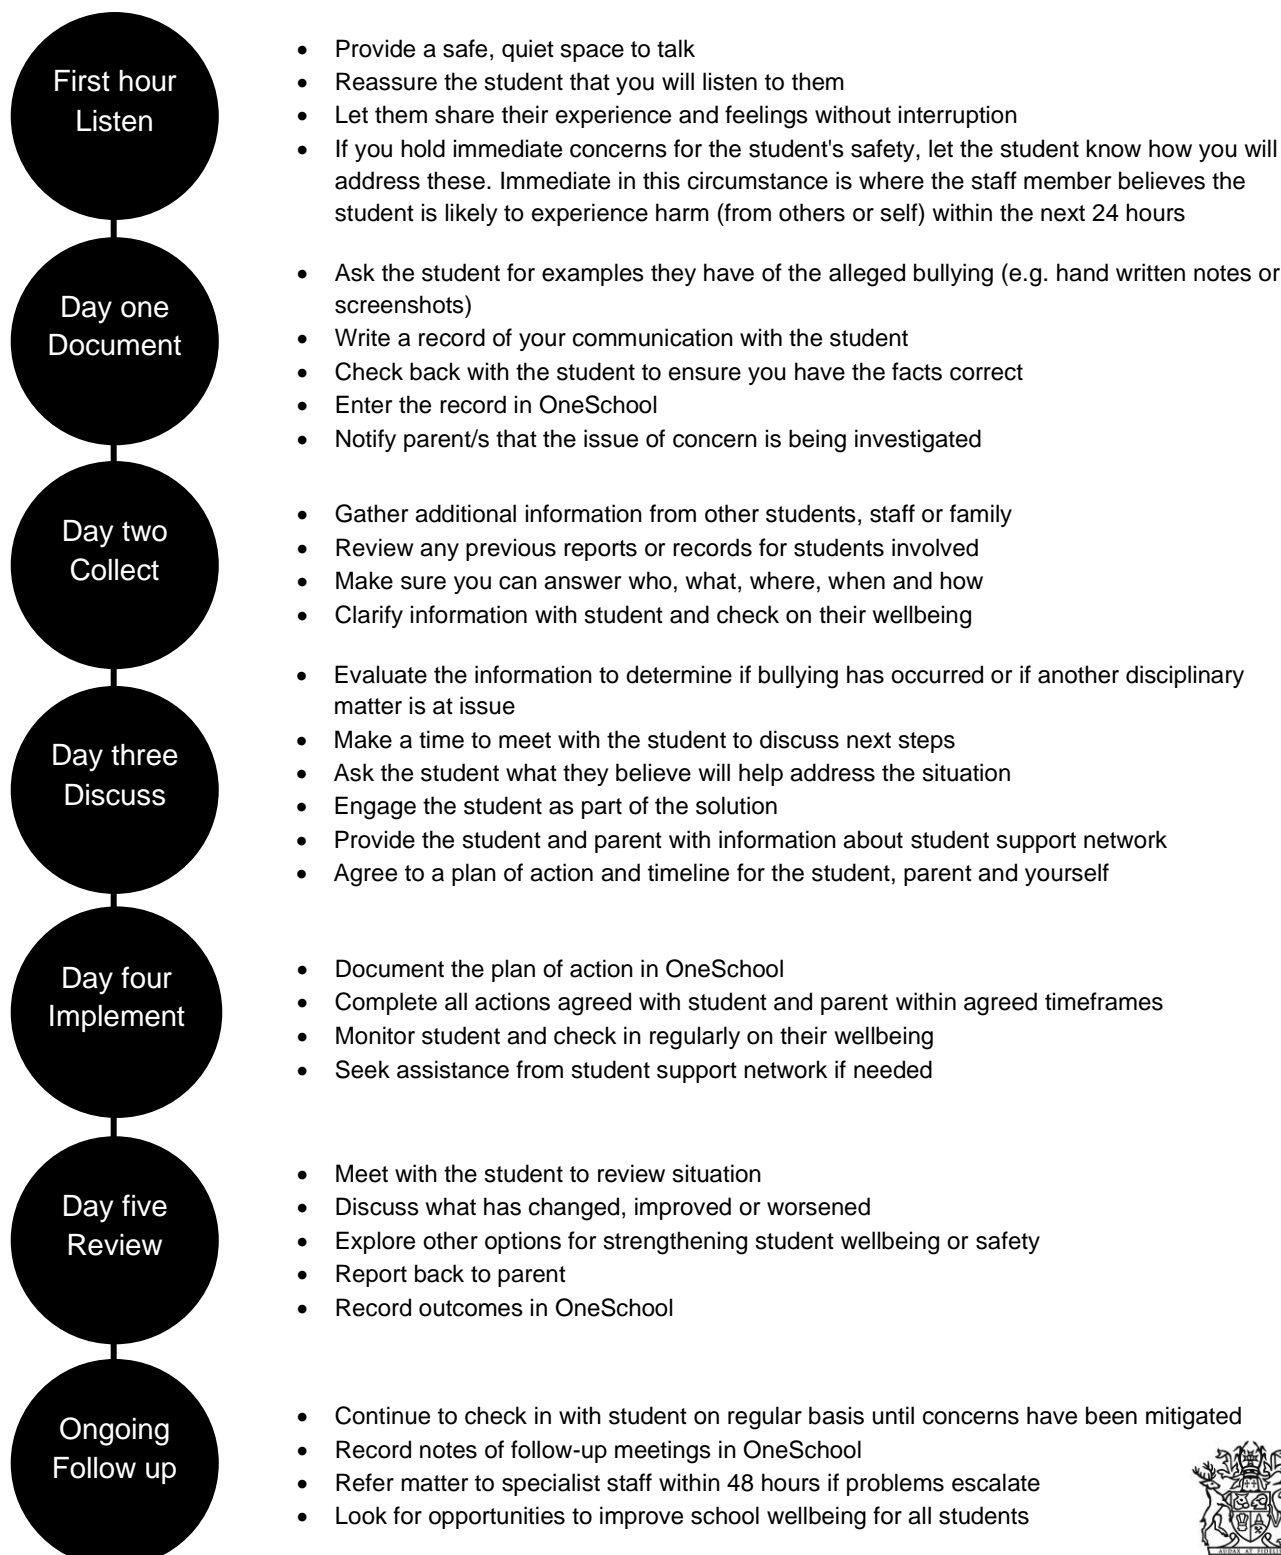 First hour
Listen
• Provide a safe, quiet space to talk
• Reassure the student that you will listen to them
• Let them share their experience and feelings without interruption
• If you hold immediate concerns for the student's safety, let the student know how you will
address these. Immediate in this circumstance is where the staff member believes the
student is likely to experience harm (from others or self) within the next 24 hours
Day one
Document
• Ask the student for examples they have of the alleged bullying (e.g. hand written notes or
screenshots)
• Write a record of your communication with the student
• Check back with the student to ensure you have the facts correct
• Enter the record in OneSchool
• Notify parent/s that the issue of concern is being investigated
Day two
Collect
• Gather additional information from other students, staff or family
• Review any previous reports or records for students involved
• Make sure you can answer who, what, where, when and how
• Clarify information with student and check on their wellbeing
Day three
Discuss
• Evaluate the information to determine if bullying has occurred or if another disciplinary
matter is at issue
• Make a time to meet with the student to discuss next steps
• Ask the student what they believe will help address the situation
• Engage the student as part of the solution
• Provide the student and parent with information about student support network
• Agree to a plan of action and timeline for the student, parent and yourself
Day four
Implement
• Document the plan of action in OneSchool
• Complete all actions agreed with student and parent within agreed timeframes
• Monitor student and check in regularly on their wellbeing
• Seek assistance from student support network if needed
Day five
Review
• Meet with the student to review situation
• Discuss what has changed, improved or worsened
• Explore other options for strengthening student wellbeing or safety
• Report back to parent
• Record outcomes in OneSchool
Ongoing
Follow up
• Continue to check in with student on regular basis until concerns have been mitigated
• Record notes of follow-up meetings in OneSchool
• Refer matter to specialist staff within 48 hours if problems escalate
• Look for opportunities to improve school wellbeing for all students